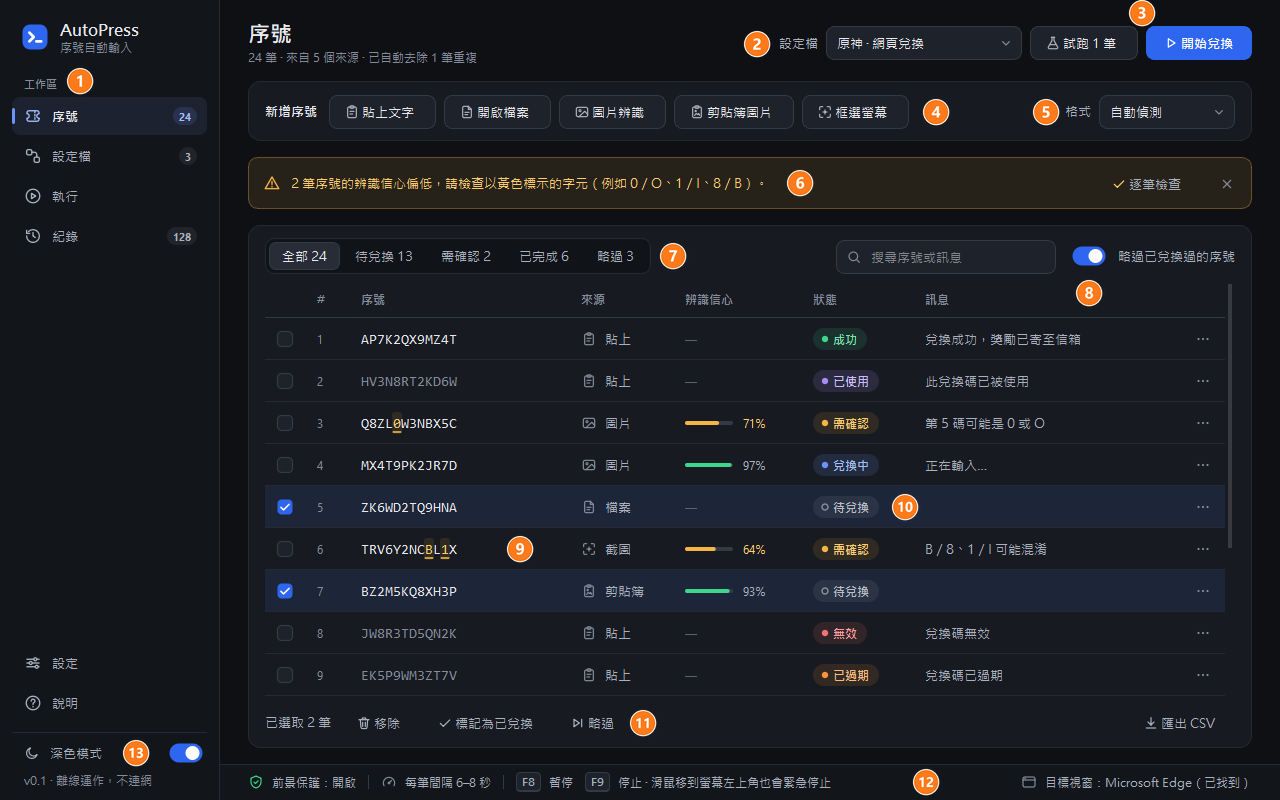 AutoPress
序號自動輸入
工作區 1
序號 24
設定檔 3
執行
紀錄 128
設定
說明
深色模式 13
v0.1 · 離線運作，不連網
序號
24 筆 · 來自 5 個來源 · 已自動去除 1 筆重複
2 設定檔 原神 · 網頁兌換 試跑 1 筆 3 開始兌換
新增序號 貼上文字 開啟檔案 圖片辨識 剪貼簿圖片 框選螢幕 4 5 格式 自動偵測
2 筆序號的辨識信心偏低，請檢查以黃色標示的字元（例如 0 / O、1 / I、8 / B）。 6 逐筆檢查
全部 24 待兌換 13 需確認 2 已完成 6 略過 3 7 搜尋序號或訊息 略過已兌換過的序號
8
# 序號 來源 辨識信心 狀態 訊息
1 AP7K2QX9MZ4T 貼上 — 成功 兌換成功，獎勵已寄至信箱 ···
2 HV3N8RT2KD6W 貼上 — 已使用 此兌換碼已被使用 ···
3 Q8ZL0W3NBX5C 圖片 71% 需確認 第 5 碼可能是 0 或 O ···
4 MX4T9PK2JR7D 圖片 97% 兌換中 正在輸入... ···
5 ZK6WD2TQ9HNA 檔案 — 待兌換 10 ···
6 TRV6Y2NCBL1X 9 截圖 64% 需確認 B / 8、1 / I 可能混淆 ···
7 BZ2M5KQ8XH3P 剪貼簿 93% 待兌換 ···
8 JW8R3TD5QN2K 貼上 — 無效 兌換碼無效 ···
9 EK5P9WM3ZT7V 貼上 — 已過期 兌換碼已過期 ···
已選取 2 筆 移除 標記為已兌換 略過 11 匯出 CSV
前景保護：開啟 每筆間隔 6–8 秒 F8 暫停 F9 停止 · 滑鼠移到螢幕左上角也會緊急停止 12 目標視窗：Microsoft Edge（已找到）